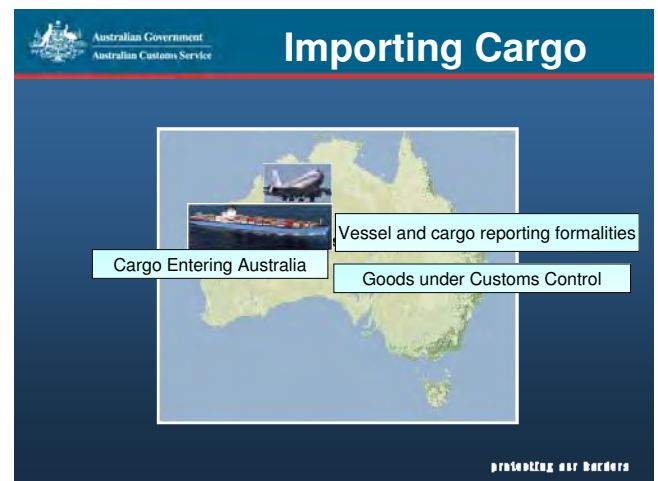 Australian Government
Australian Customs Service
Importing Cargo
Vessel and cargo reporting formalities
Cargo Entering Australia
Goods under Customs Control
protecting our borders